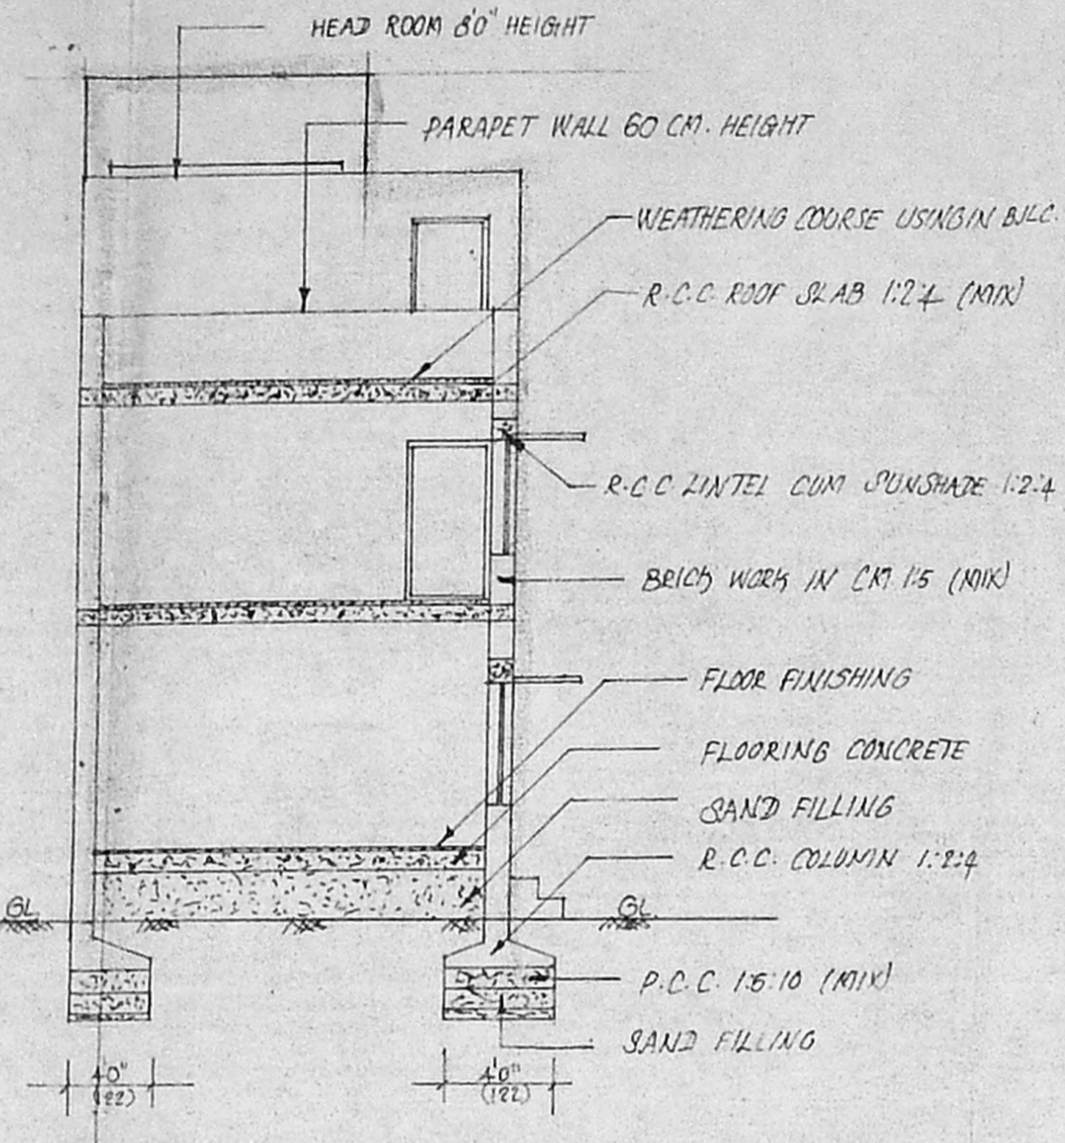 HEAD ROOM 8'0" HEIGHT
PARAPET WALL 60 CM. HEIGHT
WEATHERING COURSE USINGIN B.J.L.C.
R.C.C. ROOF SLAB 1:2:4 (MIX)
R.C.C LINTEL CUM SUNSHADE 1:2:4
BRICK WORK IN CM 1:5 (MIX)
FLOOR FINISHING
FLOORING CONCRETE
SAND FILLING
R.C.C. COLUMN 1:2:4
GL
GL
P.C.C. 1:5:10 (MIX)
SAND FILLING
4'0"
(122)
4'0"
(122)